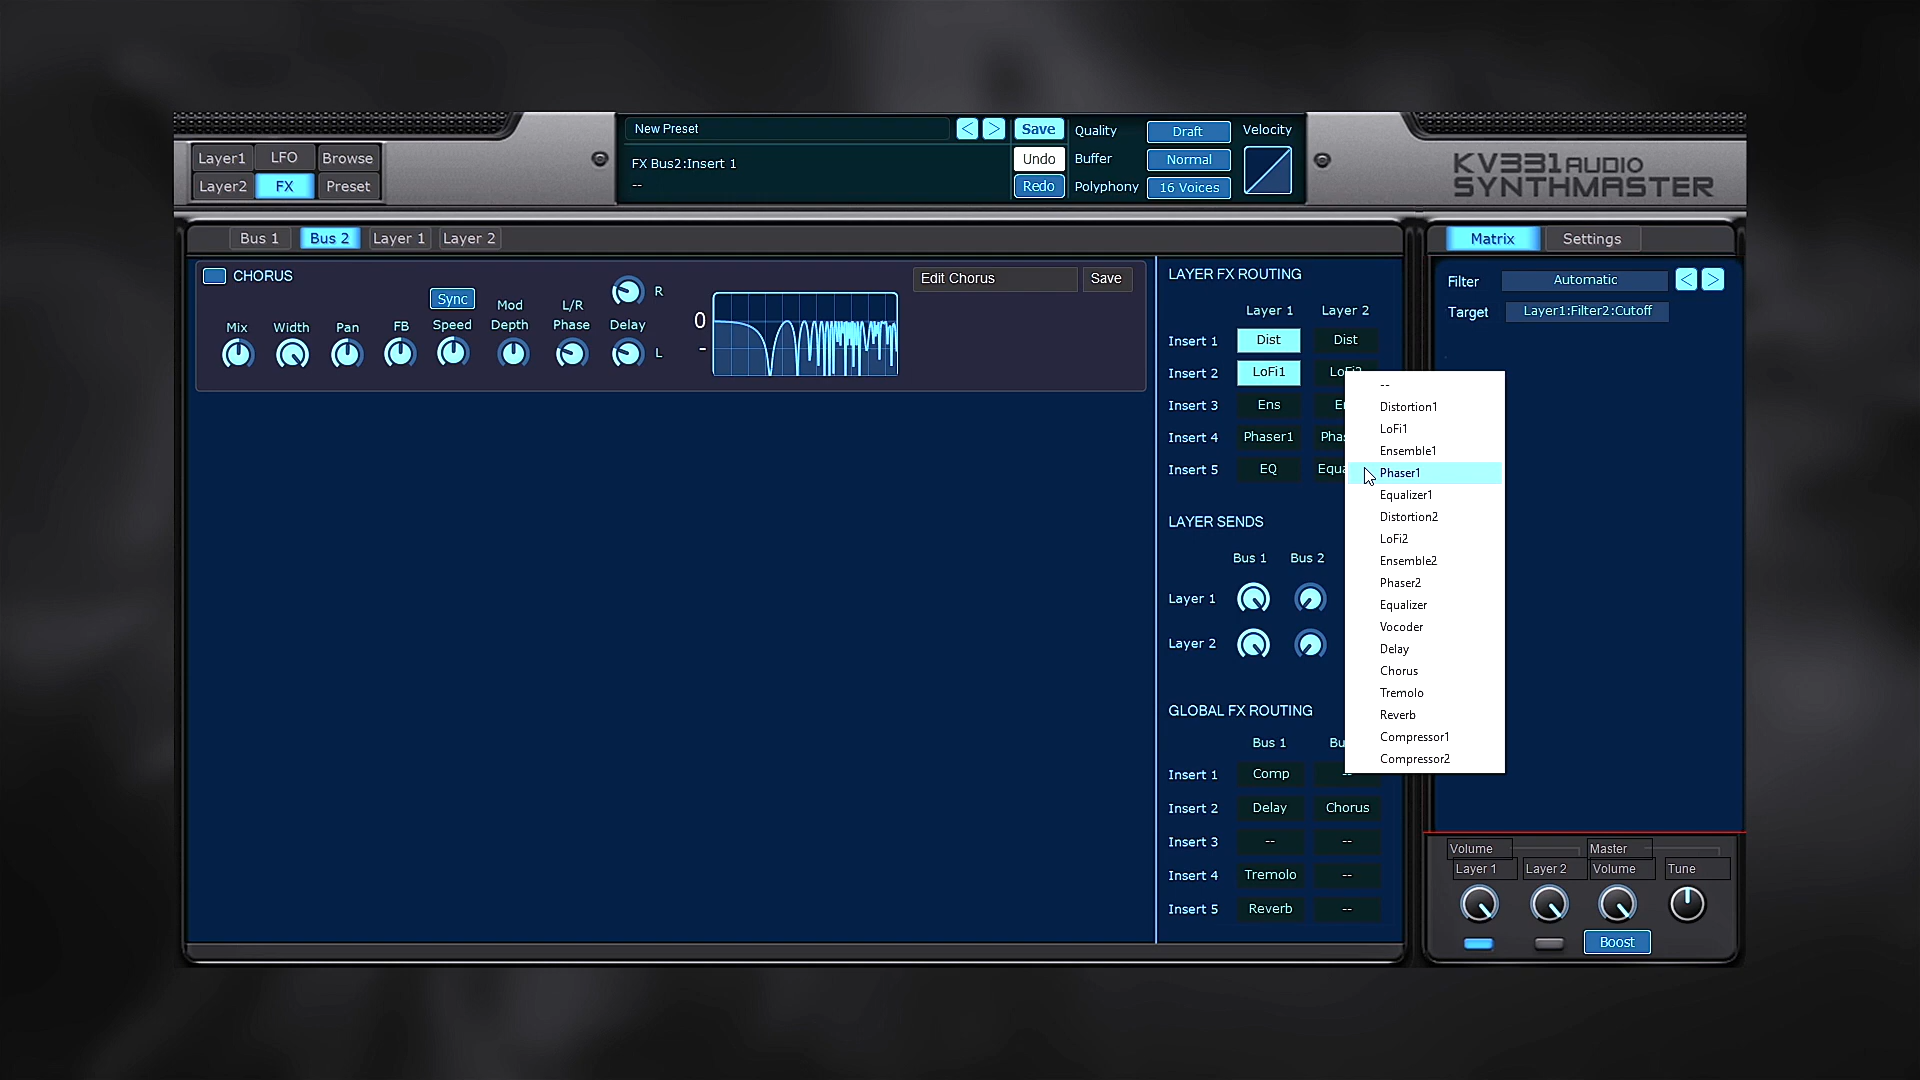 Layer1 LFO Browse
Layer2 FX Preset
New Preset < > Save
FX Bus2:Insert 1 Undo
-- Redo
Quality Draft Velocity
Buffer Normal
Polyphony 16 Voices
KV331 AUDIO
SYNTHMASTER
Bus 1 Bus 2 Layer 1 Layer 2
CHORUS
Edit Chorus Save
Sync
Mix Width Pan FB Speed
Mod
Depth
L/R
Phase
R
Delay
L
0
-
LAYER FX ROUTING
Layer 1 Layer 2
Insert 1 Dist Dist
Insert 2 LoFi1
Insert 3 Ens
Insert 4 Phaser1
Insert 5 EQ
LAYER SENDS
Bus 1 Bus 2
Layer 1
Layer 2
GLOBAL FX ROUTING
Bus 1
Insert 1 Comp --
Insert 2 Delay Chorus
Insert 3 -- --
Insert 4 Tremolo --
Insert 5 Reverb --
--
Distortion1
LoFi1
Ensemble1
Phaser1
Equalizer1
Distortion2
LoFi2
Ensemble2
Phaser2
Equalizer
Vocoder
Delay
Chorus
Tremolo
Reverb
Compressor1
Compressor2
Matrix Settings
Filter Automatic < >
Target Layer1:Filter2:Cutoff
Volume Master
Layer 1 Layer 2 Volume Tune
Boost